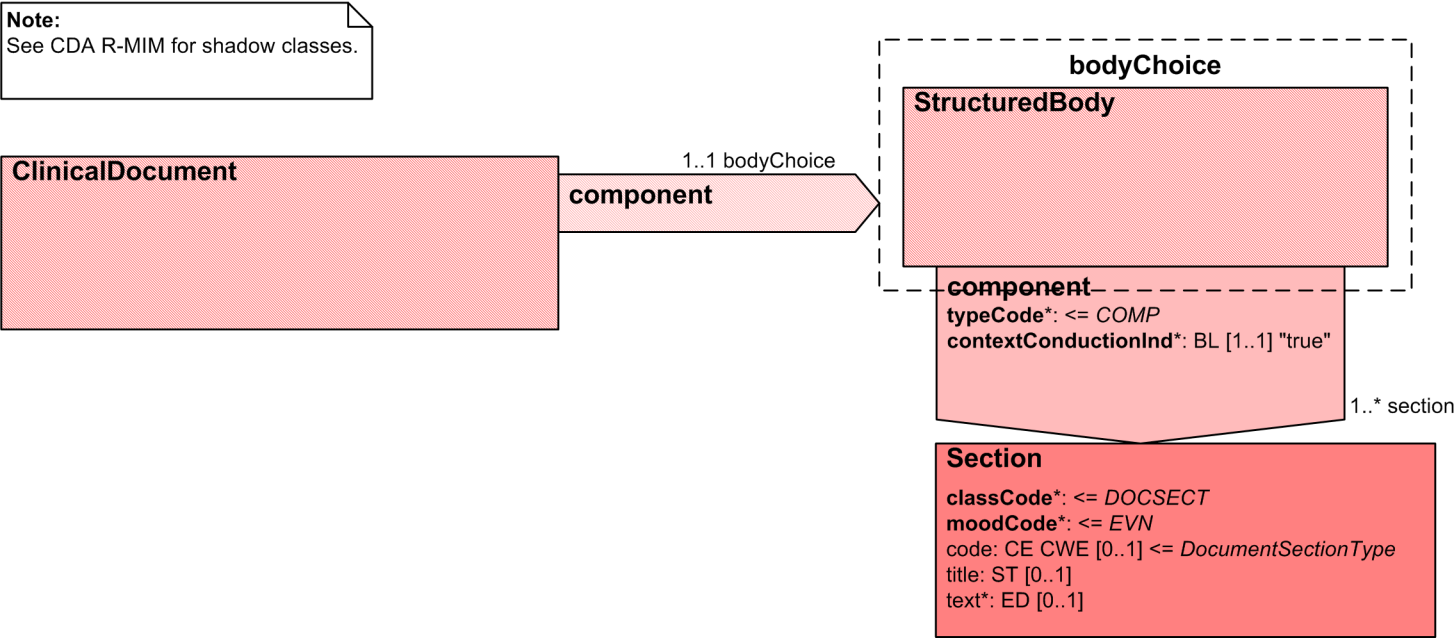 Note:
See CDA R-MIM for shadow classes.
bodyChoice
StructuredBody
ClinicalDocument
1..1 bodyChoice
component
component
typeCode*: <= COMP
contextConductionInd*: BL [1..1] "true"
1..* section
Section
classCode*: <= DOCSECT
moodCode*: <= EVN
code: CE CWE [0..1] <= DocumentSectionType
title: ST [0..1]
text*: ED [0..1]